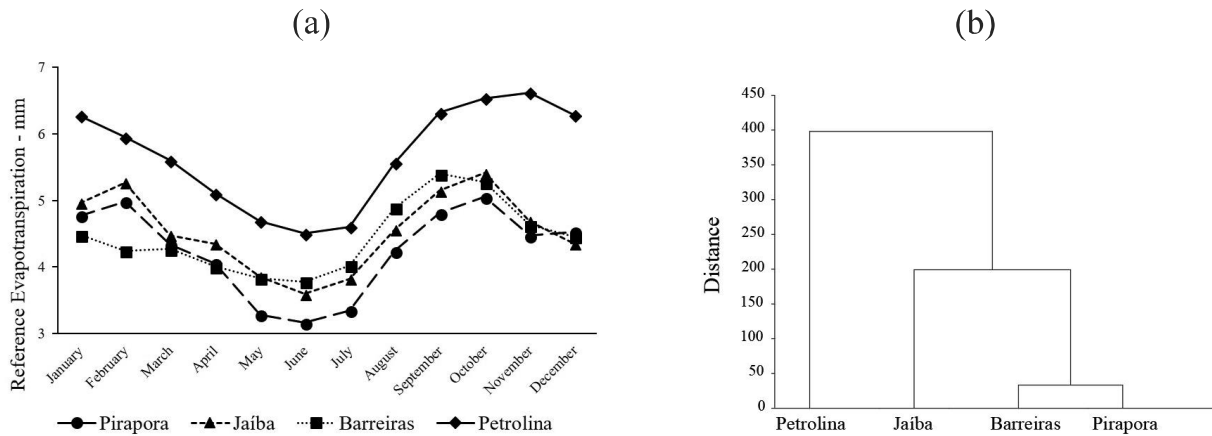 (a)
Reference Evapotranspiration - mm
7
6
5
4
3
January
February
March
April
May
June
July
August
September
October
November
December
Pirapora Jaíba Barreiras Petrolina
(b)
Distance
450
400
350
300
250
200
150
100
50
0
Petrolina Jaíba Barreiras Pirapora